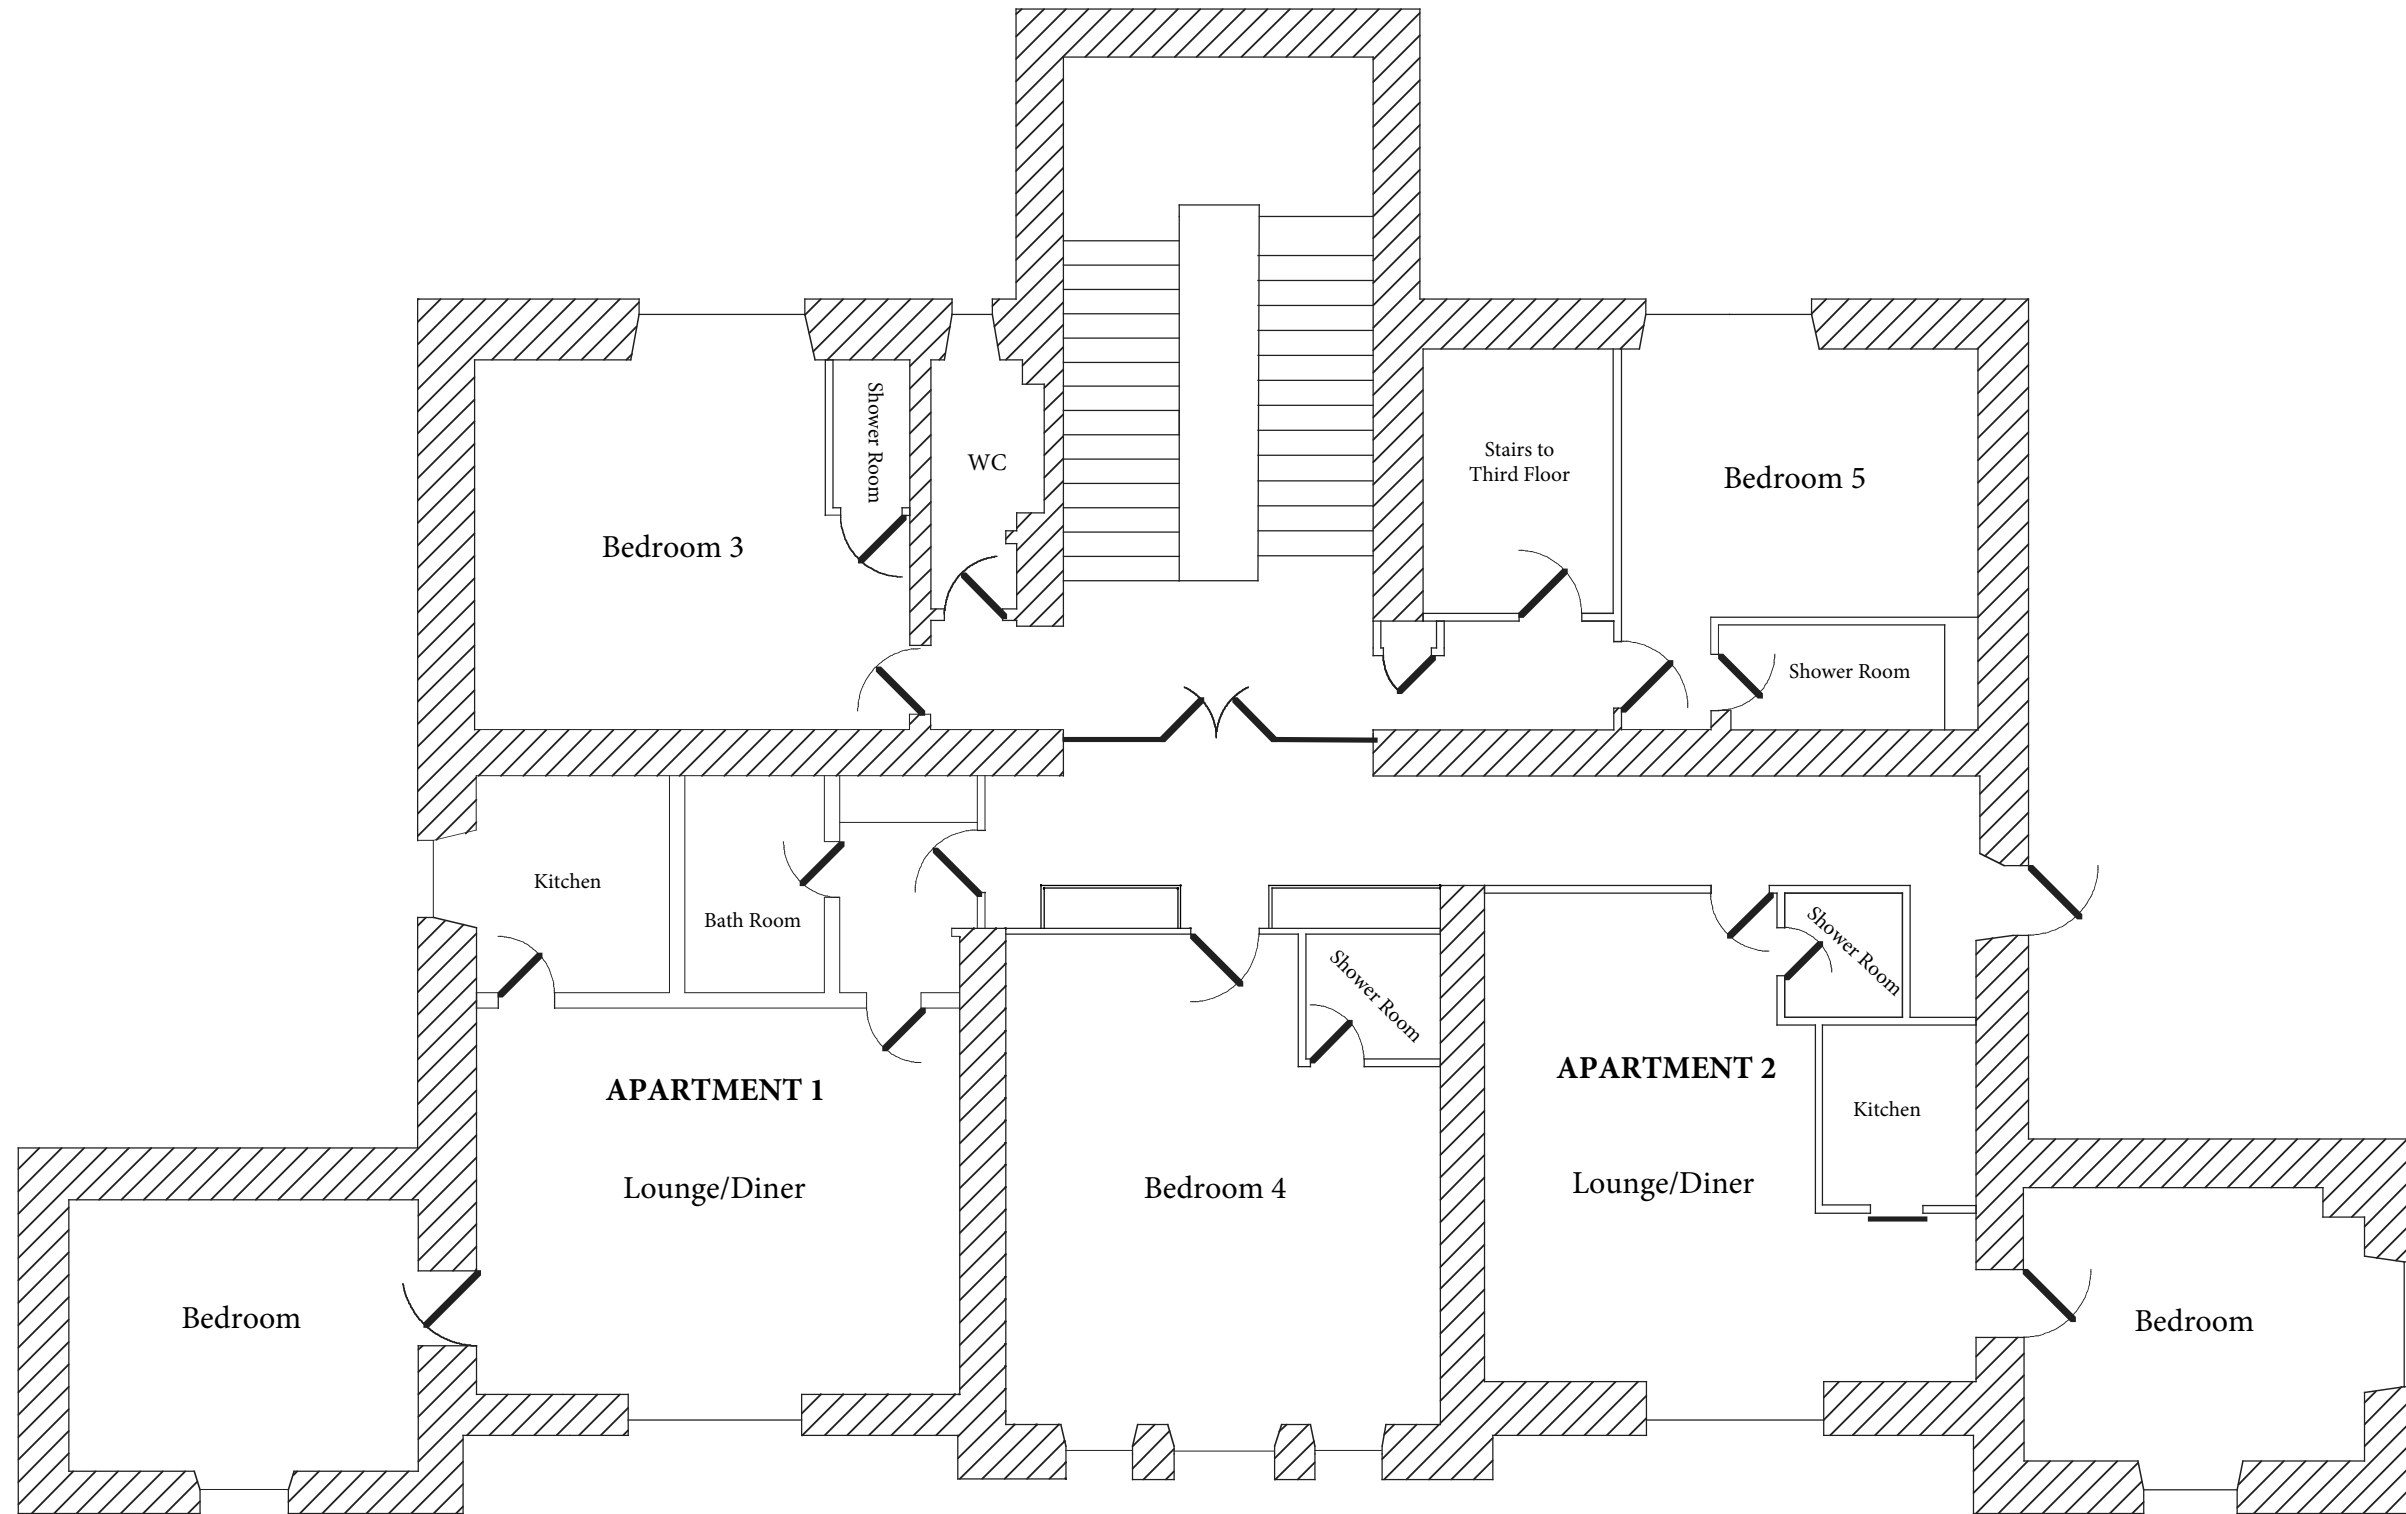 Shower Room
WC
Stairs to
Third Floor
Bedroom 5
Bedroom 3
Shower Room
Kitchen
Bath Room
Shower Room
Shower Room
APARTMENT 1
APARTMENT 2
Kitchen
Lounge/Diner
Bedroom 4
Lounge/Diner
Bedroom
Bedroom